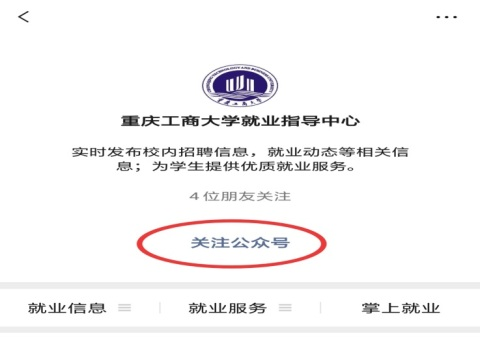 重庆工商大学就业指导中心
实时发布校内招聘信息，就业动态等相关信
息；为学生提供优质就业服务。
4位朋友关注
关注公众号
就业信息 就业服务 掌上就业